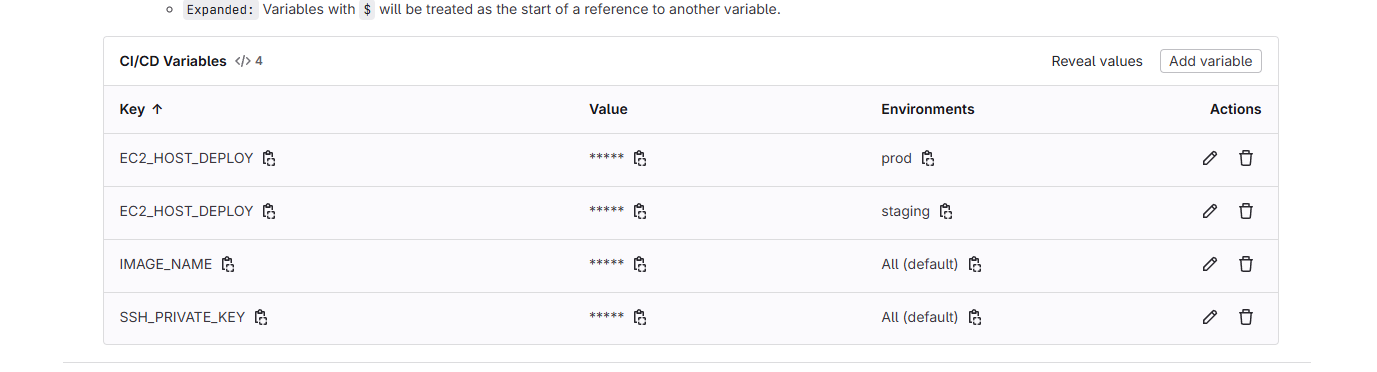 Expanded: Variables with $ will be treated as the start of a reference to another variable.
CI/CD Variables </> 4 Reveal values Add variable
Key ↑ Value Environments Actions
EC2_HOST_DEPLOY ***** prod
EC2_HOST_DEPLOY ***** staging
IMAGE_NAME ***** All (default)
SSH_PRIVATE_KEY ***** All (default)